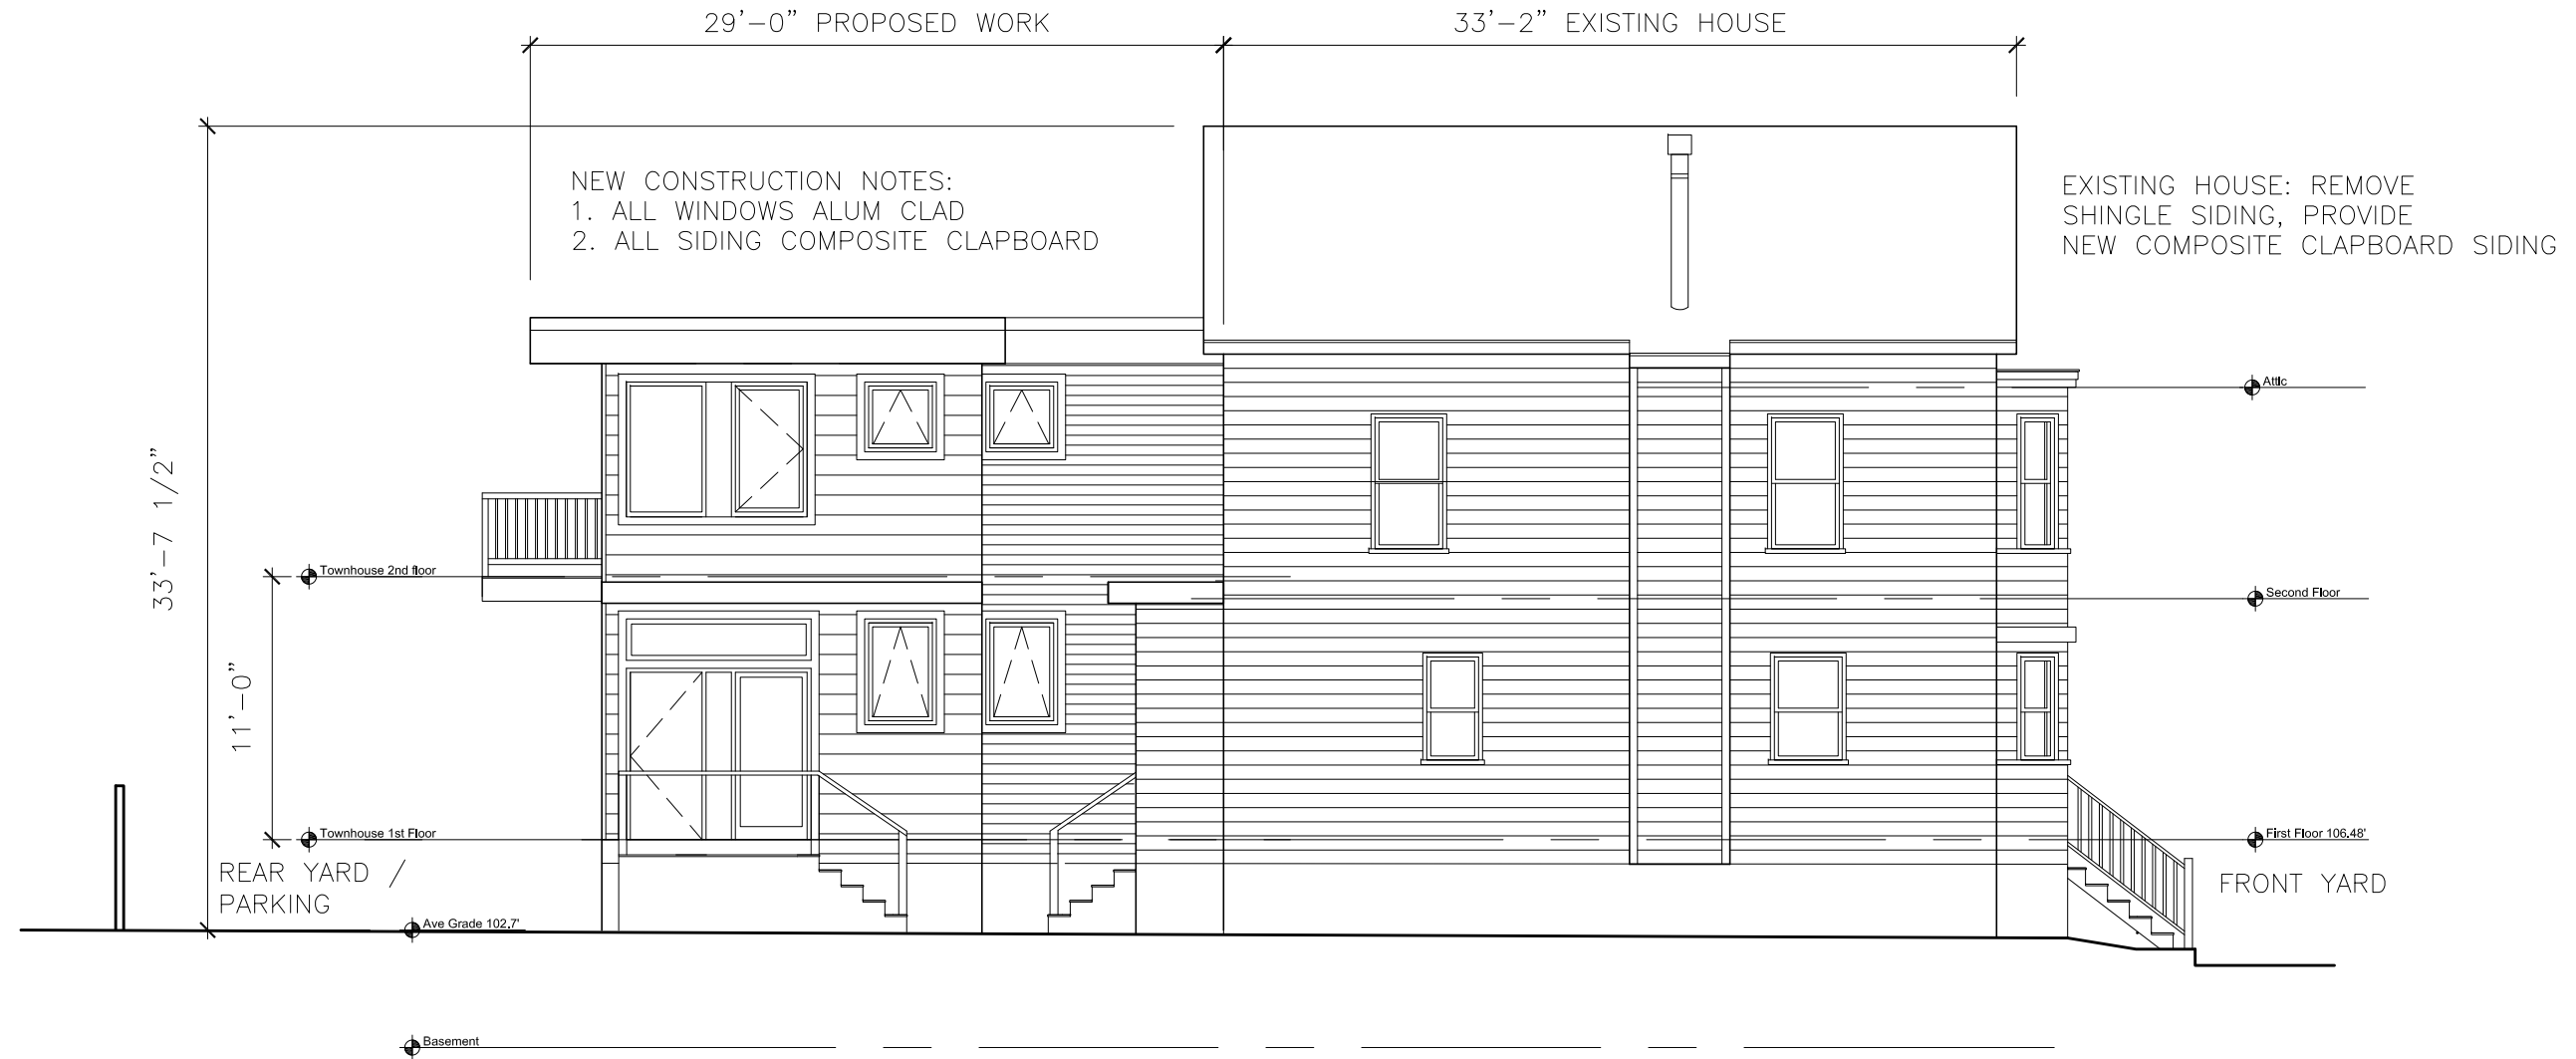 29'-0" PROPOSED WORK
33'-2" EXISTING HOUSE
NEW CONSTRUCTION NOTES:
1. ALL WINDOWS ALUM CLAD
2. ALL SIDING COMPOSITE CLAPBOARD
EXISTING HOUSE: REMOVE
SHINGLE SIDING, PROVIDE
NEW COMPOSITE CLAPBOARD SIDING
Attic
33'-7 1/2"
Townhouse 2nd floor
Second Floor
11'-0"
Townhouse 1st Floor
First Floor 106.48'
REAR YARD /
PARKING
FRONT YARD
Ave Grade 102.7'
Basement